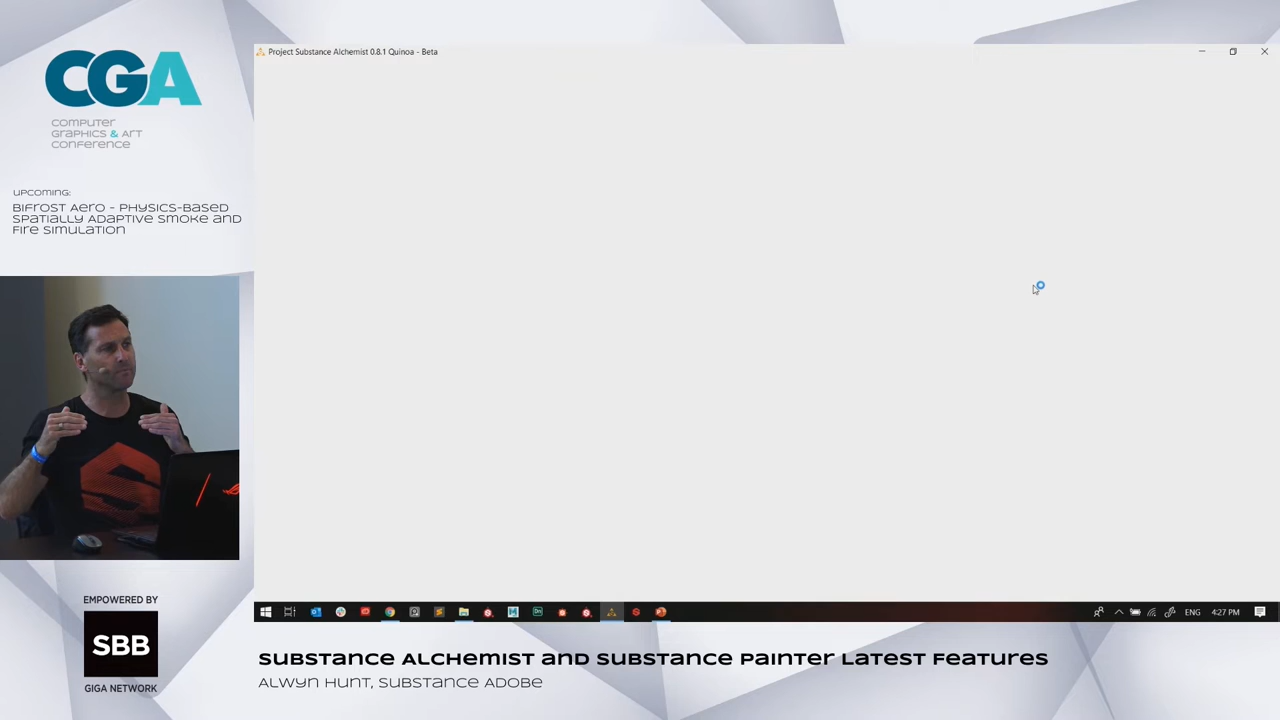 CGA
COMPUTER
GRAPHICS & ART
CONFERENCE
UPCOMING:
BIFROST AERO - PHYSICS-BASED
SPATIALLY ADAPTIVE SMOKE AND
FIRE SIMULATION
Project Substance Alchemist 0.8.1 Quinoa - Beta
ENG
4:27 PM
EMPOWERED BY
SBB
GIGA NETWORK
SUBSTANCE ALCHEMIST AND SUBSTANCE PAINTER LATEST FEATURES
ALWYN HUNT, SUBSTANCE ADOBE